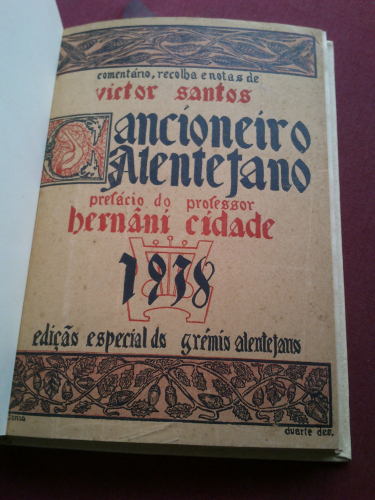 comentário, recolha e notas de
victor santos
Cancioneiro
Alentejano
prefácio do professor
hernâni cidade
1938
edição especial do grémio alentejano
duarte des.